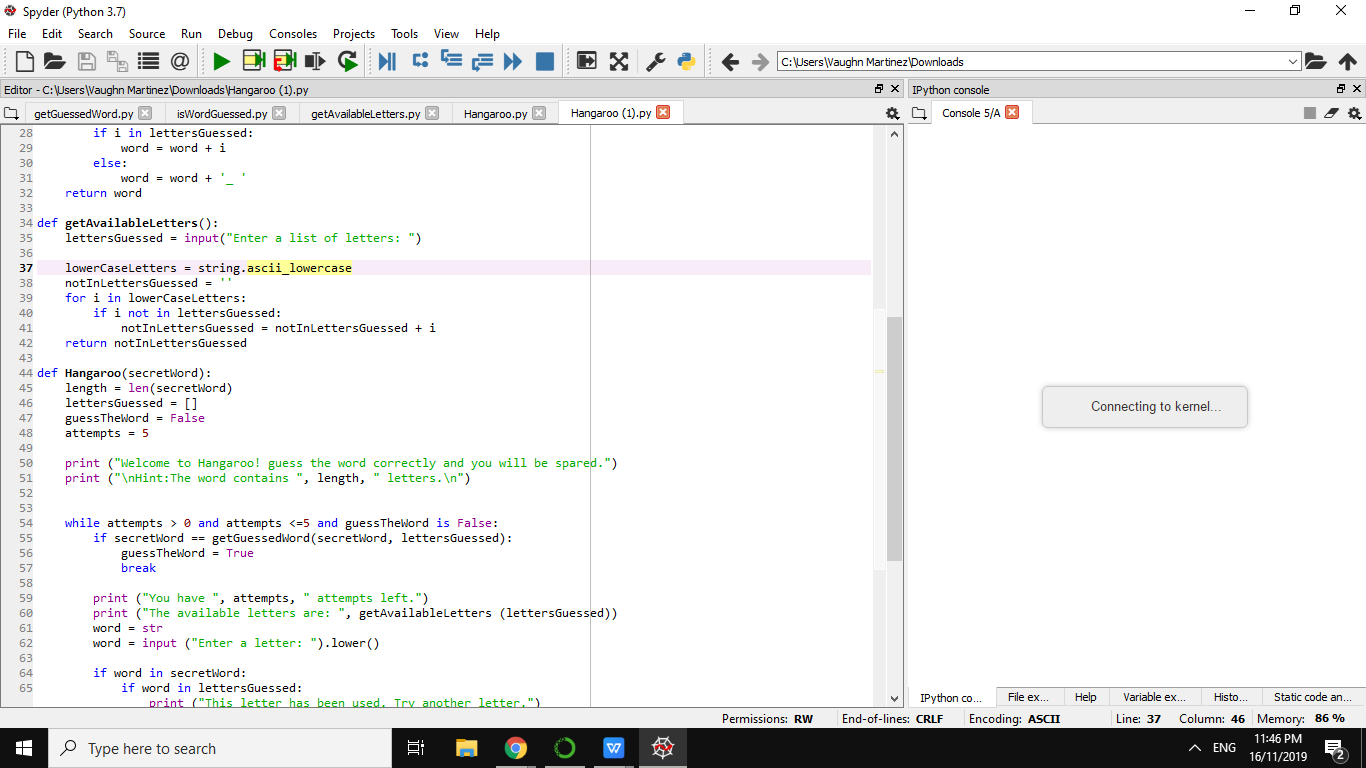 Spyder (Python 3.7)
File Edit Search Source Run Debug Consoles Projects Tools View Help
C:\Users\Vaughn Martinez\Downloads
Editor - C:\Users\Vaughn Martinez\Downloads\Hangaroo (1).py
IPython console
getGuessedWord.py isWordGuessed.py getAvailableLetters.py Hangaroo.py Hangaroo (1).py
Console 5/A
28         if i in lettersGuessed:
29             word = word + i
30         else:
31             word = word + '_ '
32     return word
33
34 def getAvailableLetters():
35     lettersGuessed = input("Enter a list of letters: ")
36
37     lowerCaseLetters = string.ascii_lowercase
38     notInLettersGuessed = ''
39     for i in lowerCaseLetters:
40         if i not in lettersGuessed:
41             notInLettersGuessed = notInLettersGuessed + i
42     return notInLettersGuessed
43
44 def Hangaroo(secretWord):
45     length = len(secretWord)
46     lettersGuessed = []
47     guessTheWord = False
48     attempts = 5
49
50     print ("Welcome to Hangaroo! guess the word correctly and you will be spared.")
51     print ("\nHint:The word contains ", length, " letters.\n")
52
53
54     while attempts > 0 and attempts <=5 and guessTheWord is False:
55         if secretWord == getGuessedWord(secretWord, lettersGuessed):
56             guessTheWord = True
57             break
58
59         print ("You have ", attempts, " attempts left.")
60         print ("The available letters are: ", getAvailableLetters (lettersGuessed))
61         word = str
62         word = input ("Enter a letter: ").lower()
63
64         if word in secretWord:
65             if word in lettersGuessed:
                print ("This letter has been used. Try another letter.")
Connecting to kernel...
IPython co... File ex... Help Variable ex... Histo... Static code an...
Permissions: RW End-of-lines: CRLF Encoding: ASCII Line: 37 Column: 46 Memory: 86 %
Type here to search
W
ENG
11:46 PM
16/11/2019
2